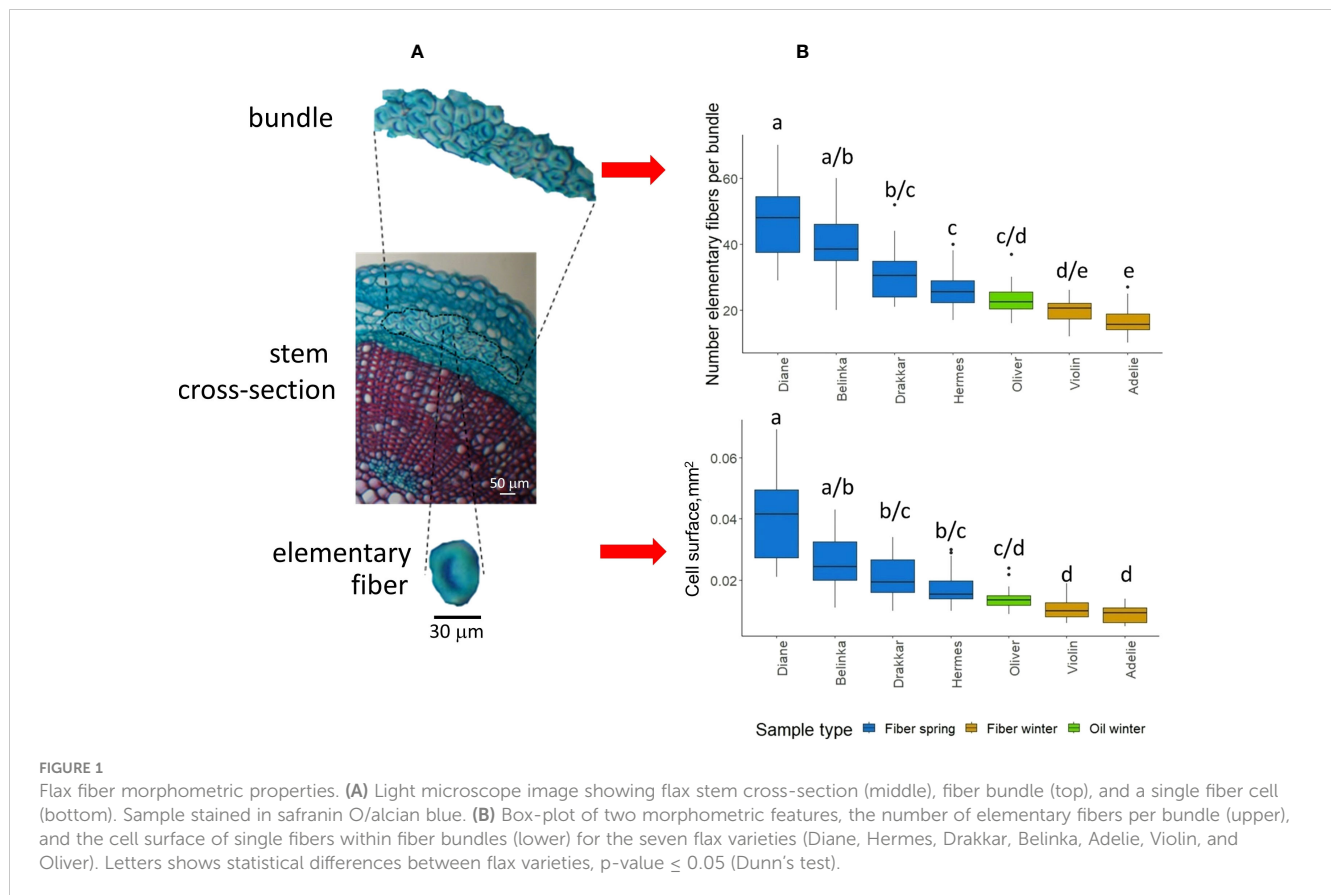 A
B
bundle
stem
cross-section
50 μm
elementary
fiber
30 μm
Number elementary fibers per bundle
60
40
20
a
a/b
b/c
c
c/d
d/e
e
Diane
Belinka
Drakkar
Hermes
Oliver
Violin
Adelie
Cell surface,mm²
0.06
0.04
0.02
a
a/b
b/c
b/c
c/d
d
d
Diane
Belinka
Drakkar
Hermes
Oliver
Violin
Adelie
Sample type Fiber spring Fiber winter Oil winter
FIGURE 1
Flax fiber morphometric properties. (A) Light microscope image showing flax stem cross-section (middle), fiber bundle (top), and a single fiber cell
(bottom). Sample stained in safranin O/alcian blue. (B) Box-plot of two morphometric features, the number of elementary fibers per bundle (upper),
and the cell surface of single fibers within fiber bundles (lower) for the seven flax varieties (Diane, Hermes, Drakkar, Belinka, Adelie, Violin, and
Oliver). Letters shows statistical differences between flax varieties, p-value ≤ 0.05 (Dunn's test).